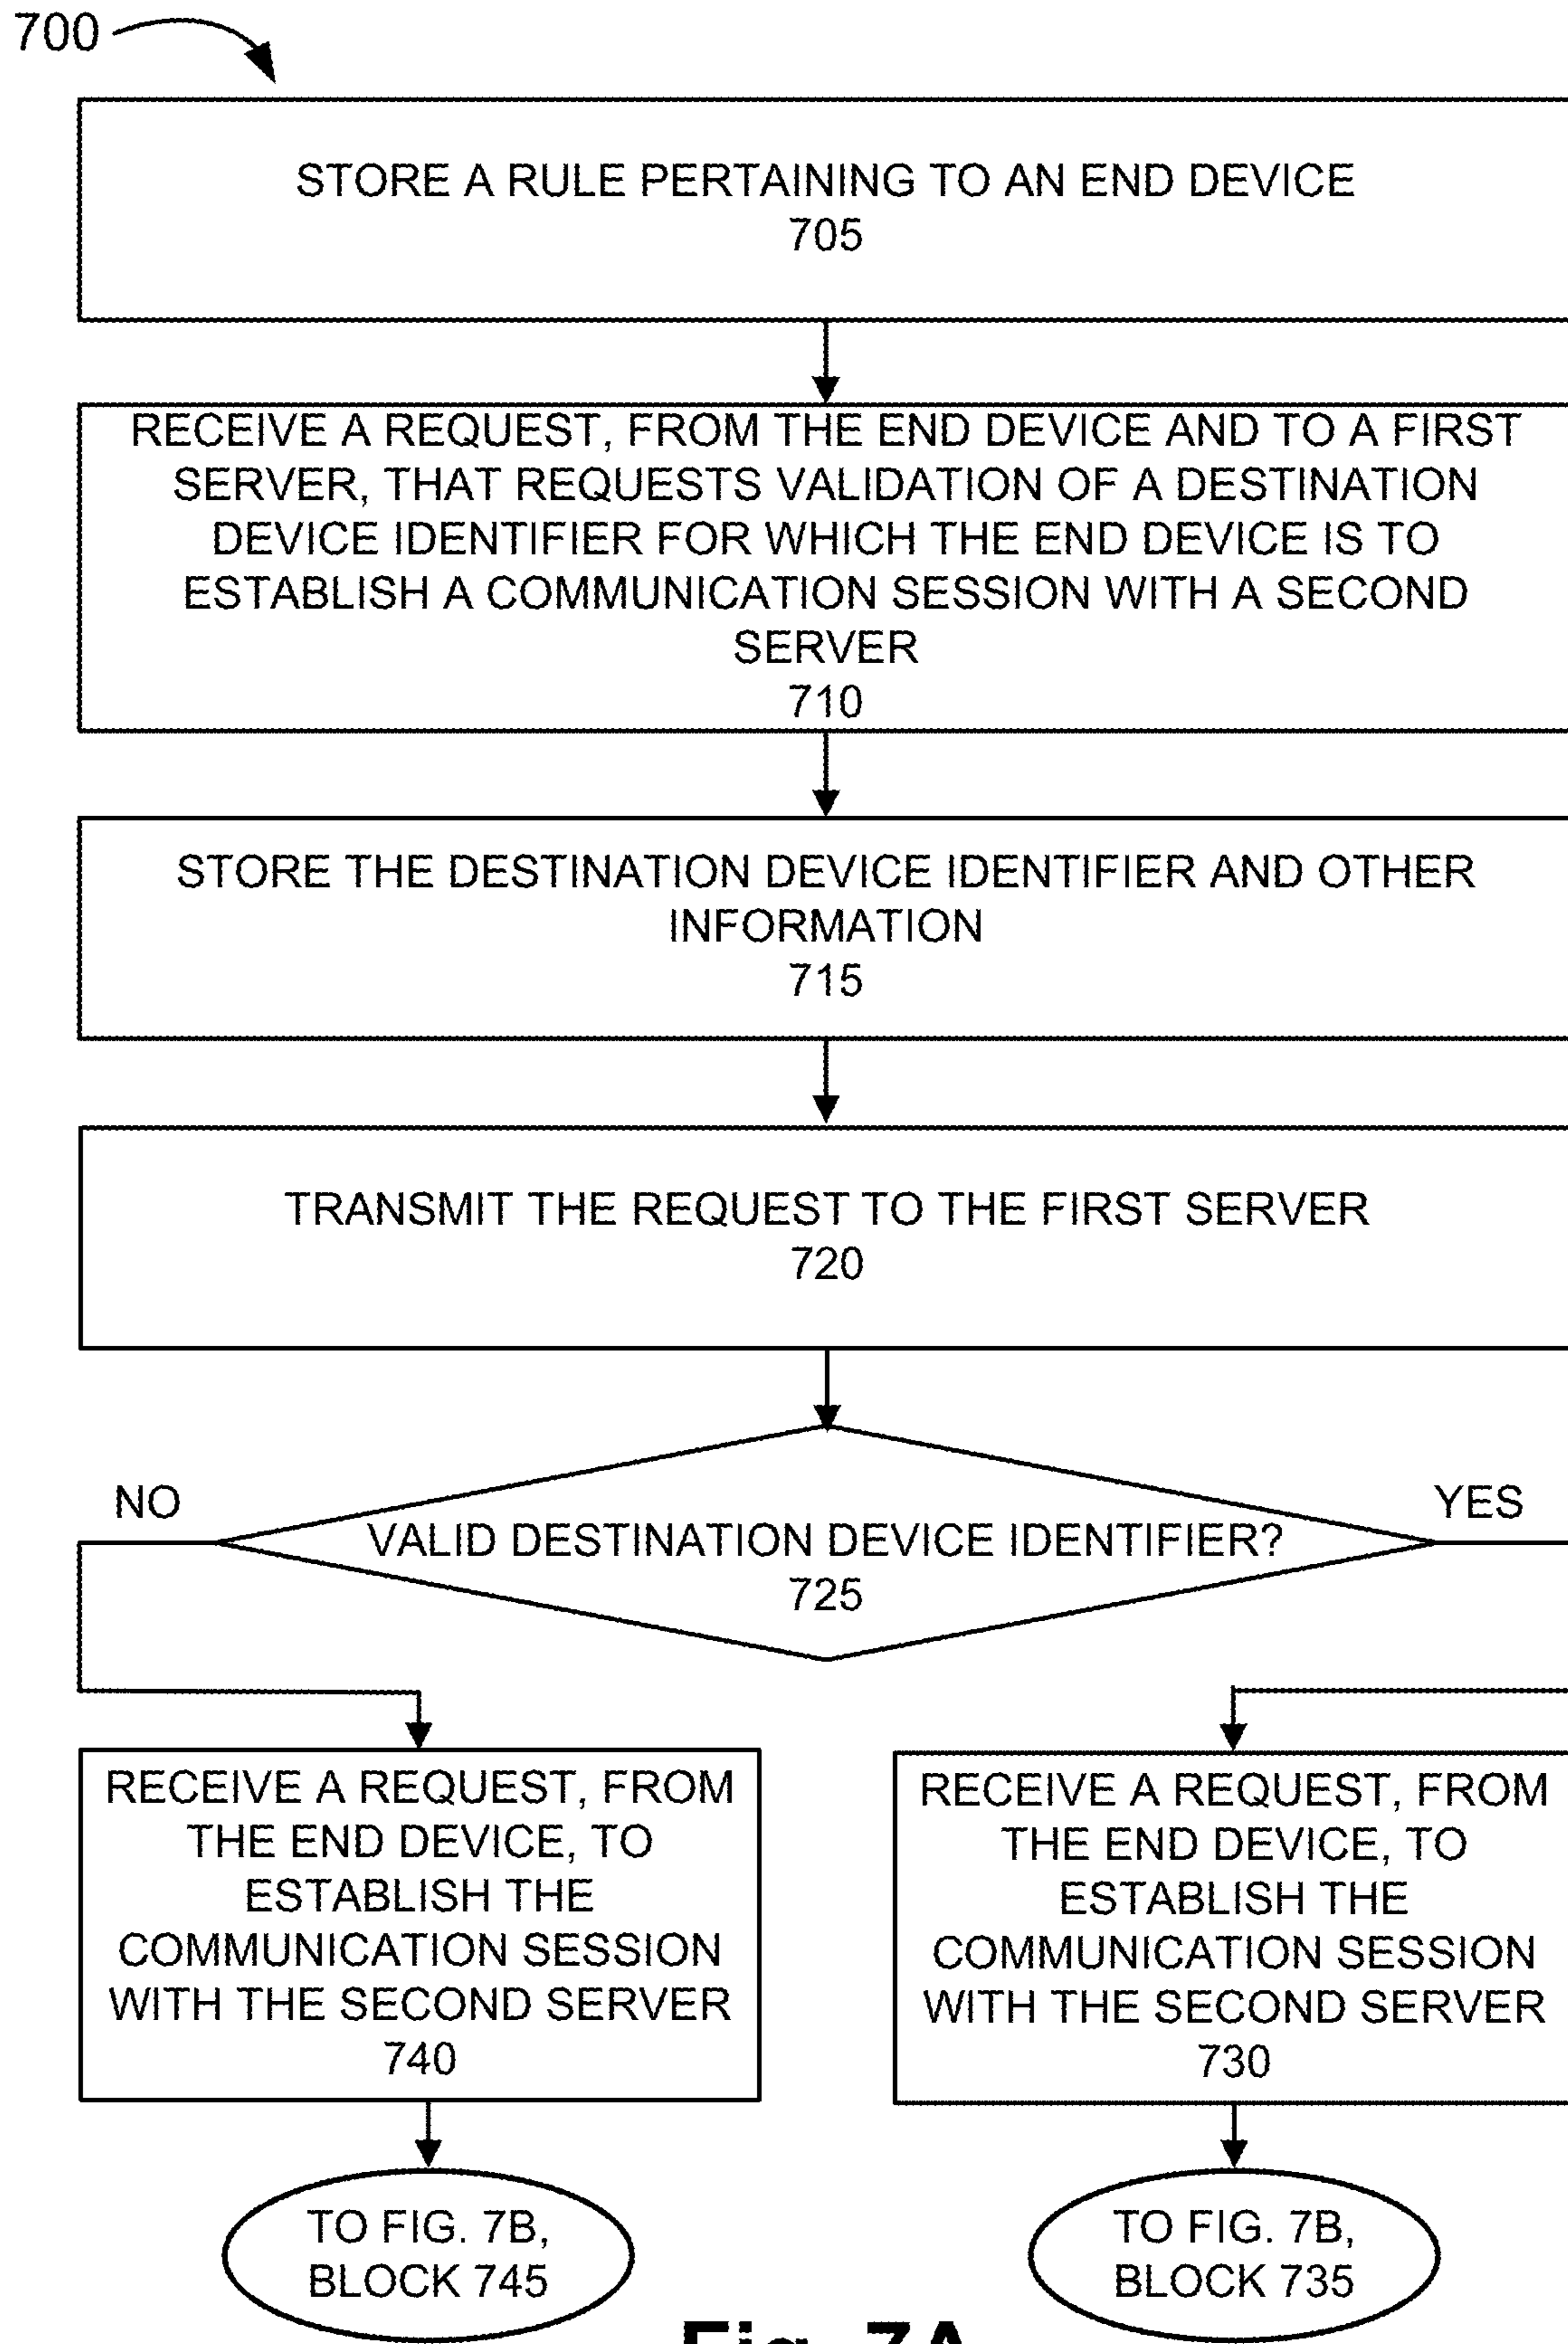 700
STORE A RULE PERTAINING TO AN END DEVICE
705
RECEIVE A REQUEST, FROM THE END DEVICE AND TO A FIRST
SERVER, THAT REQUESTS VALIDATION OF A DESTINATION
DEVICE IDENTIFIER FOR WHICH THE END DEVICE IS TO
ESTABLISH A COMMUNICATION SESSION WITH A SECOND
SERVER
710
STORE THE DESTINATION DEVICE IDENTIFIER AND OTHER
INFORMATION
715
TRANSMIT THE REQUEST TO THE FIRST SERVER
720
NO
YES
VALID DESTINATION DEVICE IDENTIFIER?
725
RECEIVE A REQUEST, FROM
THE END DEVICE, TO
ESTABLISH THE
COMMUNICATION SESSION
WITH THE SECOND SERVER
740
RECEIVE A REQUEST, FROM
THE END DEVICE, TO
ESTABLISH THE
COMMUNICATION SESSION
WITH THE SECOND SERVER
730
TO FIG. 7B,
BLOCK 745
TO FIG. 7B,
BLOCK 735
Fig. 7A